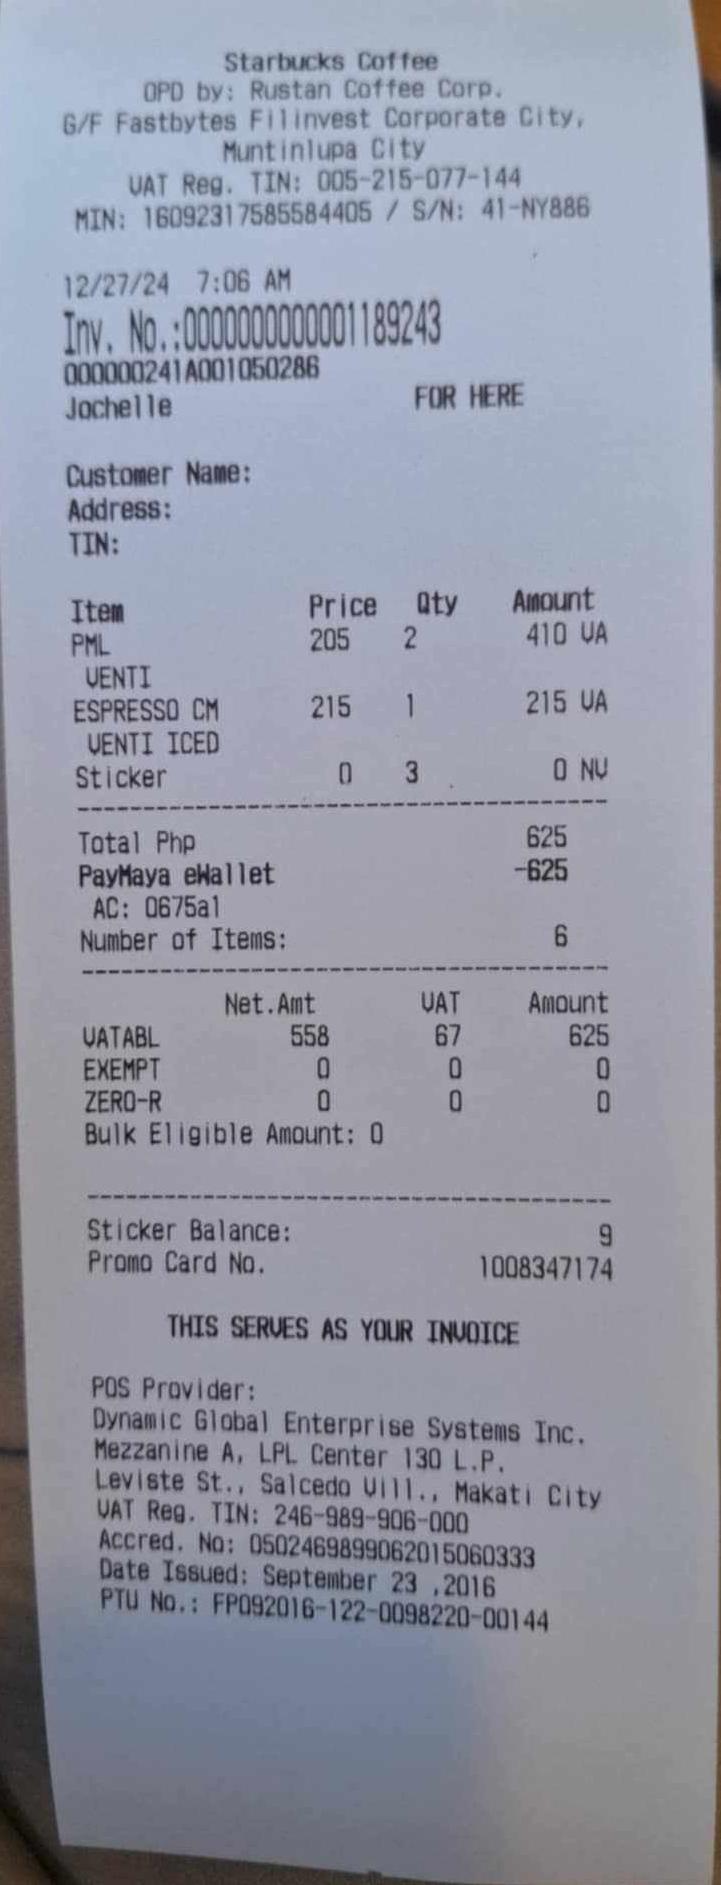 Starbucks Coffee
OPD by: Rustan Coffee Corp.
G/F Fastbytes Filinvest Corporate City,
Muntinlupa City
VAT Reg. TIN: 005-215-077-144
MIN: 16092317585584405 / S/N: 41-NY886
12/27/24 7:06 AM
Inv. No.:0000000000001189243
000000241A001050286
Jochelle FOR HERE
Customer Name:
Address:
TIN:
Item Price Qty Amount
PML 205 2 410 VA
VENTI
ESPRESSO CM 215 1 215 VA
VENTI ICED
Sticker 0 3 0 NV
Total Php 625
PayMaya eWallet -625
AC: 0675a1
Number of Items: 6
Net.Amt VAT Amount
VATABL 558 67 625
EXEMPT 0 0 0
ZERO-R 0 0 0
Bulk Eligible Amount: 0
Sticker Balance: 9
Promo Card No. 1008347174
THIS SERVES AS YOUR INVOICE
POS Provider:
Dynamic Global Enterprise Systems Inc.
Mezzanine A, LPL Center 130 L.P.
Leviste St., Salcedo Vill., Makati City
VAT Reg. TIN: 246-989-906-000
Accred. No: 05024698990620150​60333
Date Issued: September 23 ,2016
PTU No.: FP092016-122-0098220-00144